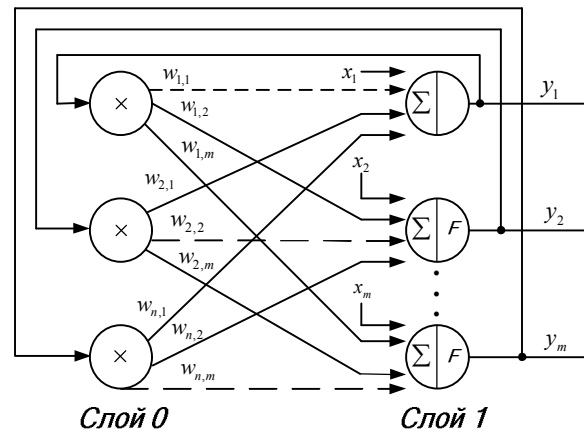 w1,1
x1
Σ
y1
×
w1,2
w1,m
w2,1
x2
×
w2,2
Σ F
y2
w2,m
wn,1
xm
wn,2
×
Σ F
ym
wn,m
Слой 0
Слой 1